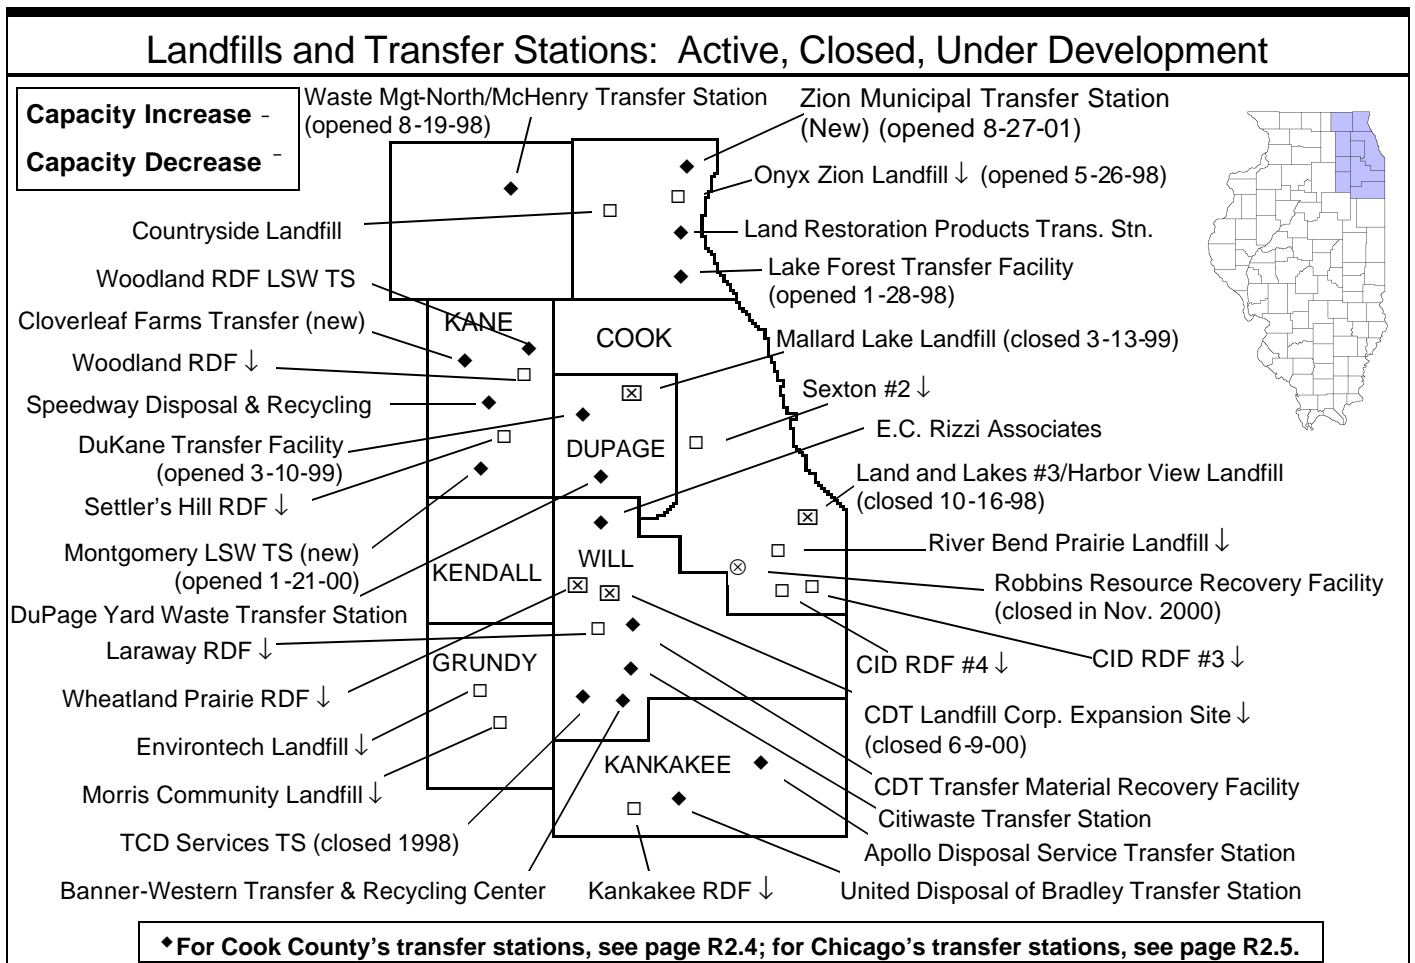 Landfills and Transfer Stations: Active, Closed, Under Development
Capacity Increase -
Capacity Decrease -
Waste Mgt-North/McHenry Transfer Station
(opened 8-19-98)
Zion Municipal Transfer Station
(New) (opened 8-27-01)
Onyx Zion Landfill ↓ (opened 5-26-98)
Countryside Landfill
Land Restoration Products Trans. Stn.
Woodland RDF LSW TS
Lake Forest Transfer Facility
(opened 1-28-98)
Cloverleaf Farms Transfer (new)
KANE
COOK
Mallard Lake Landfill (closed 3-13-99)
Woodland RDF ↓
Sexton #2 ↓
Speedway Disposal & Recycling
E.C. Rizzi Associates
DuKane Transfer Facility
(opened 3-10-99)
DUPAGE
Land and Lakes #3/Harbor View Landfill
(closed 10-16-98)
Settler's Hill RDF ↓
River Bend Prairie Landfill ↓
Montgomery LSW TS (new)
(opened 1-21-00)
KENDALL
WILL
Robbins Resource Recovery Facility
(closed in Nov. 2000)
DuPage Yard Waste Transfer Station
Laraway RDF ↓
GRUNDY
CID RDF #4 ↓
CID RDF #3 ↓
Wheatland Prairie RDF ↓
CDT Landfill Corp. Expansion Site ↓
(closed 6-9-00)
Environtech Landfill ↓
KANKAKEE
CDT Transfer Material Recovery Facility
Morris Community Landfill ↓
Citiwaste Transfer Station
TCD Services TS (closed 1998)
Apollo Disposal Service Transfer Station
Banner-Western Transfer & Recycling Center
Kankakee RDF ↓
United Disposal of Bradley Transfer Station
◆For Cook County's transfer stations, see page R2.4; for Chicago's transfer stations, see page R2.5.